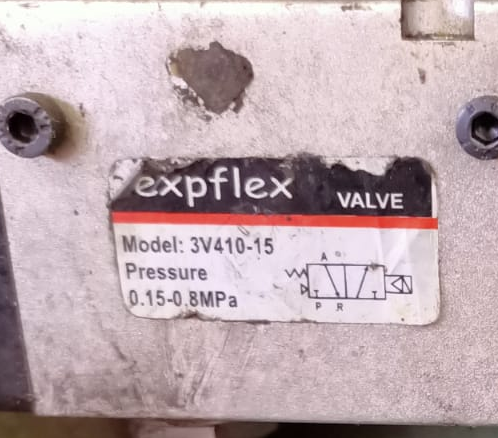 expflex
VALVE
Model: 3V410-15
Pressure
0.15-0.8MPa
A
P R